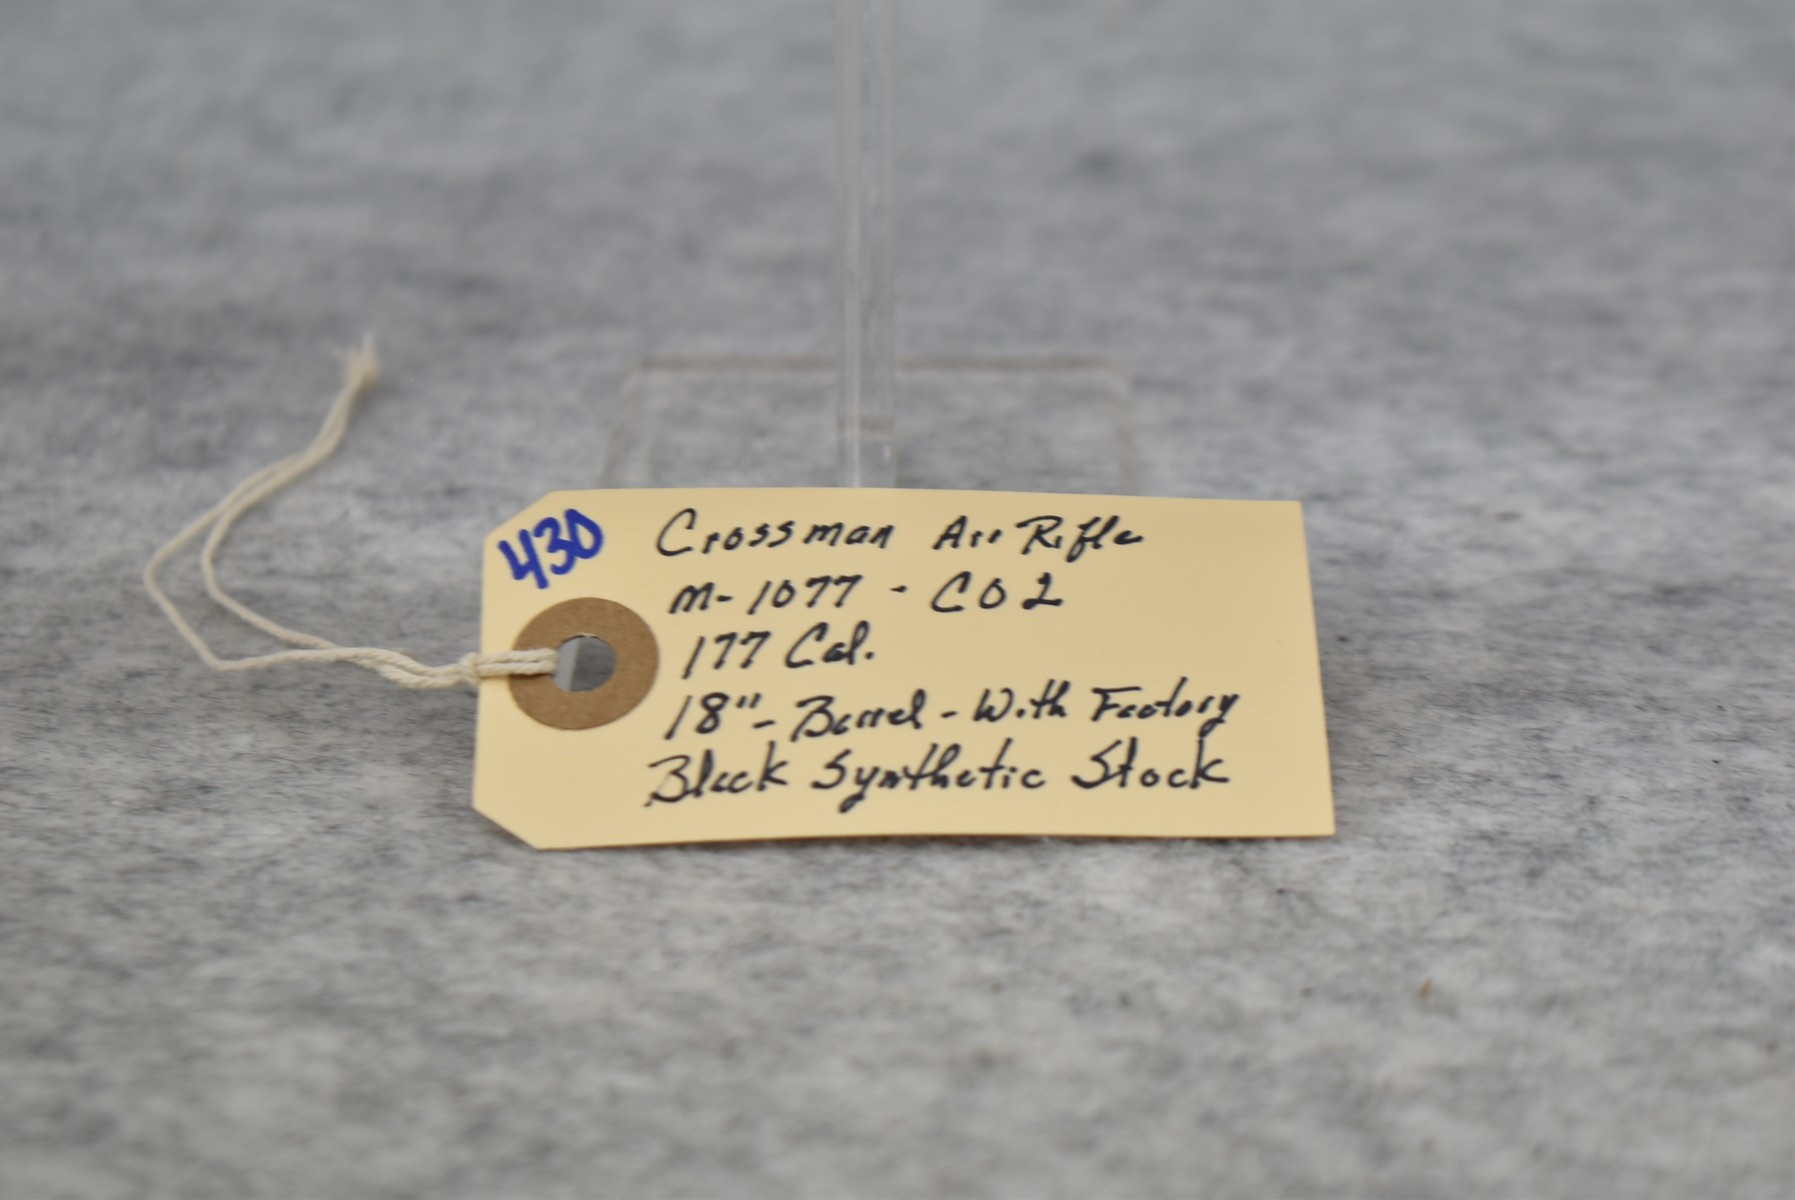 430
Crossman Air Rifle
M-1077 - CO2
177 Cal.
18"- Barrel - With Factory
Black Synthetic Stock